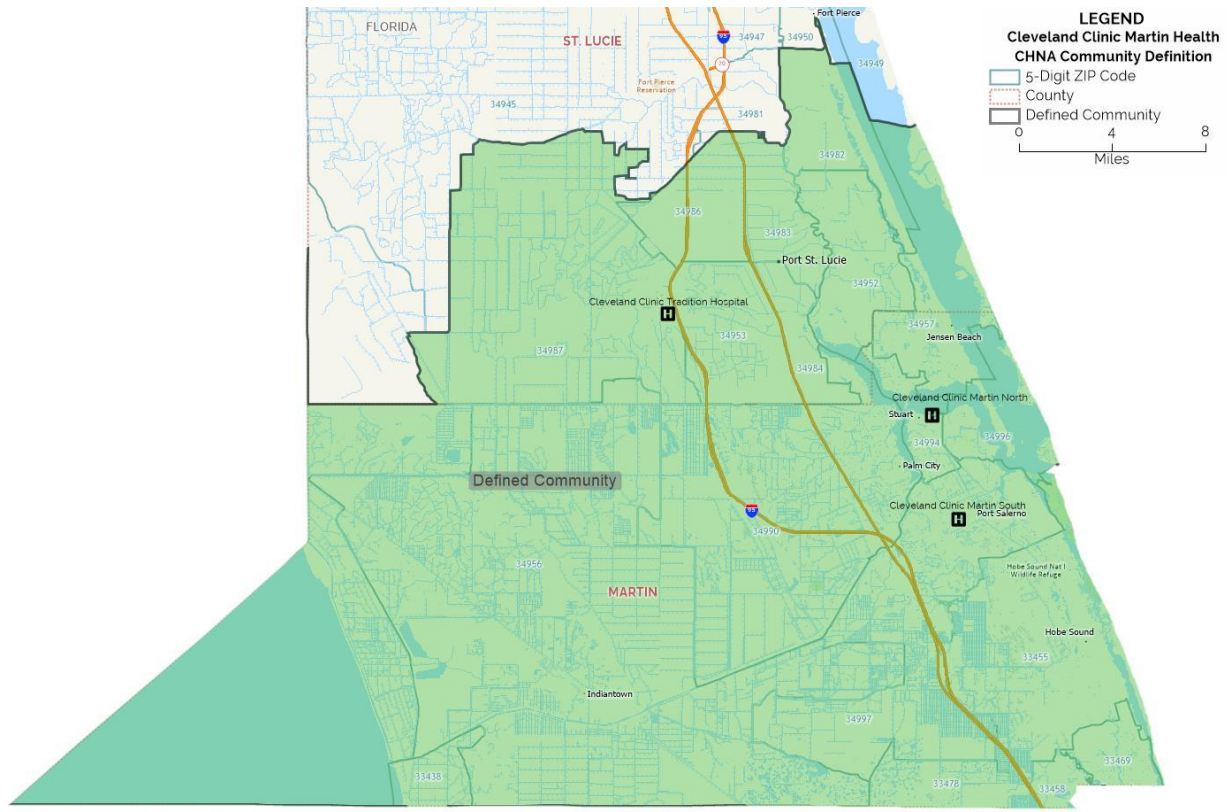 LEGEND
Cleveland Clinic Martin Health
CHNA Community Definition
5-Digit ZIP Code
County
Defined Community
0 4 8
Miles
Fort Pierce
FLORIDA
ST. LUCIE
95
34947
34950
70
34949
Fort Pierce
Reservation
34945
34981
34982
34986
34983
Port St. Lucie
34952
Cleveland Clinic Tradition Hospital
H
34957
Jensen Beach
34953
34987
34984
Cleveland Clinic Martin North
Stuart
H
34994
34996
Palm City
Defined Community
Cleveland Clinic Martin South
95
H
Port Salerno
34990
34956
Hobe Sound Nat'l
Wildlife Refuge
MARTIN
Hobe Sound
33455
Indiantown
34997
33469
33438
33478
33458